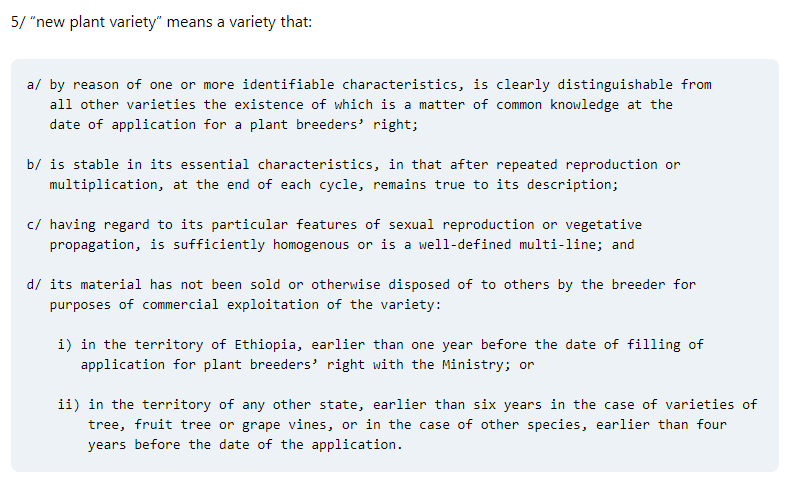 5/ “new plant variety” means a variety that:
a/ by reason of one or more identifiable characteristics, is clearly distinguishable from
all other varieties the existence of which is a matter of common knowledge at the
date of application for a plant breeders’ right;
b/ is stable in its essential characteristics, in that after repeated reproduction or
multiplication, at the end of each cycle, remains true to its description;
c/ having regard to its particular features of sexual reproduction or vegetative
propagation, is sufficiently homogenous or is a well-defined multi-line; and
d/ its material has not been sold or otherwise disposed of to others by the breeder for
purposes of commercial exploitation of the variety:
i) in the territory of Ethiopia, earlier than one year before the date of filling of
application for plant breeders’ right with the Ministry; or
ii) in the territory of any other state, earlier than six years in the case of varieties of
tree, fruit tree or grape vines, or in the case of other species, earlier than four
years before the date of the application.